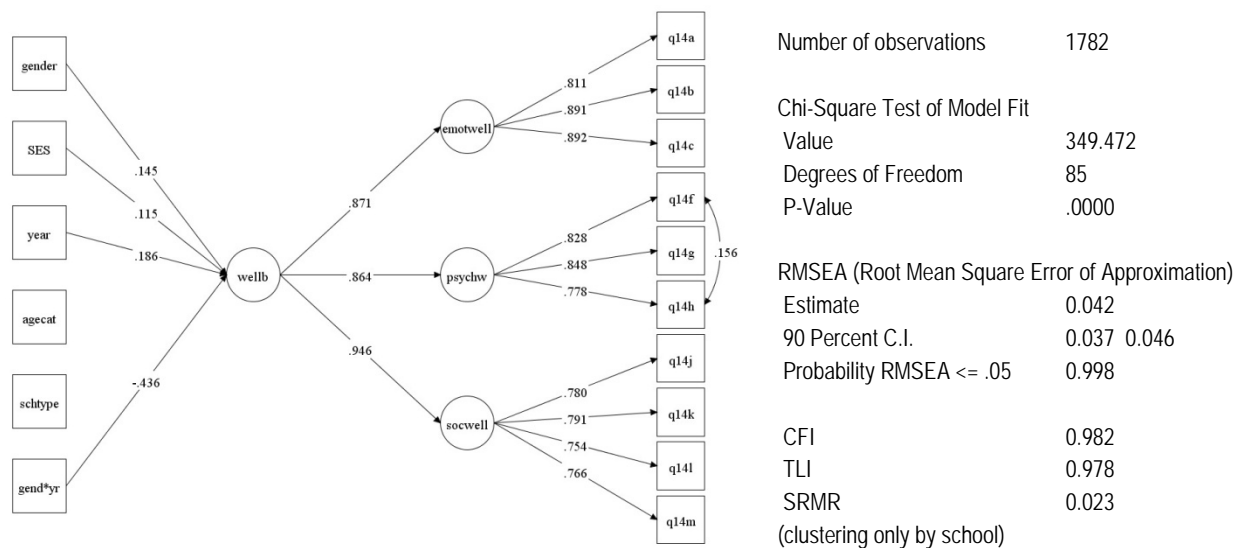 gender
SES
year
agecat
schtype
gend*yr
.145
.115
.186
-.436
wellb
.871
.864
.946
emotwell
psychw
socwell
.811
.891
.892
.828
.848
.778
.780
.791
.754
.766
q14a
q14b
q14c
q14f
q14g
q14h
q14j
q14k
q14l
q14m
.156
Number of observations 1782
Chi-Square Test of Model Fit
Value 349.472
Degrees of Freedom 85
P-Value .0000
RMSEA (Root Mean Square Error of Approximation)
Estimate 0.042
90 Percent C.I. 0.037 0.046
Probability RMSEA <= .05 0.998
CFI 0.982
TLI 0.978
SRMR 0.023
(clustering only by school)